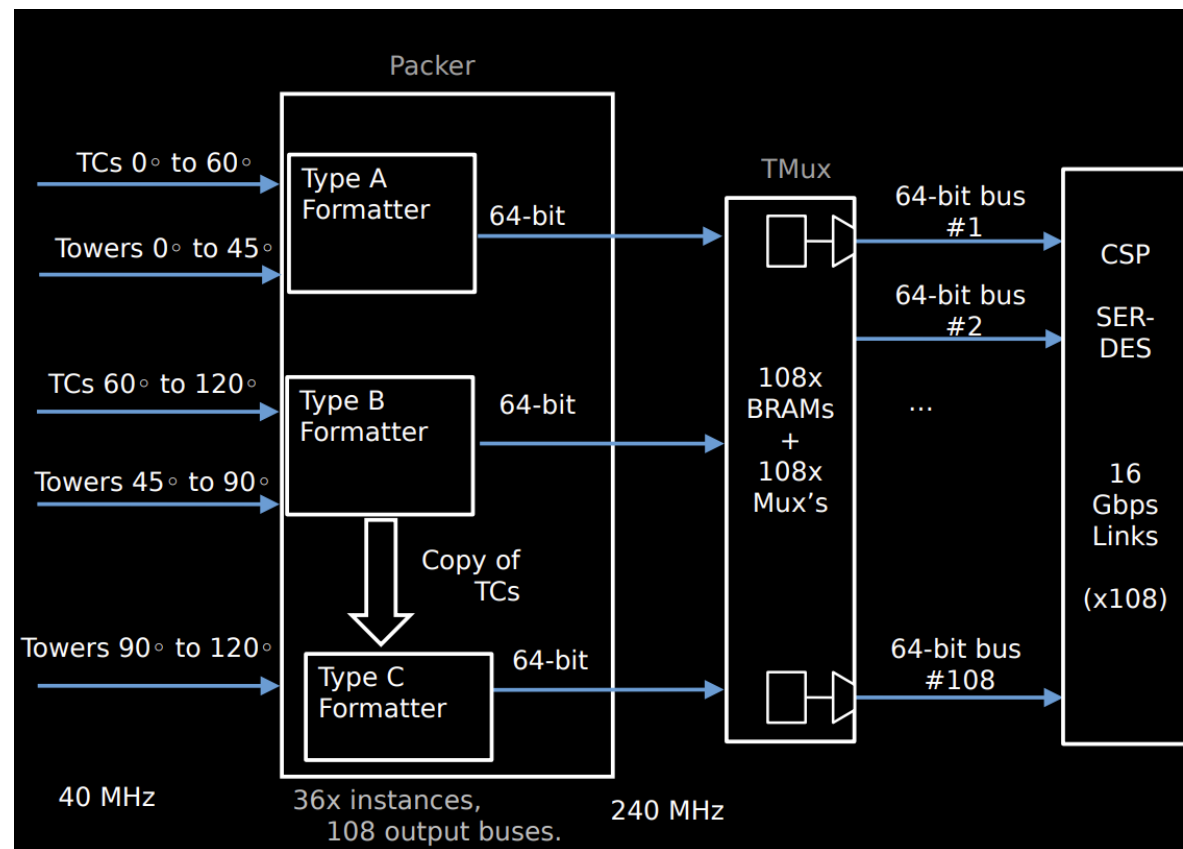 Packer
TCs 0◦ to 60◦
Type A
Formatter
64-bit
Towers 0◦ to 45◦
TCs 60◦ to 120◦
Type B
Formatter
64-bit
Towers 45◦ to 90◦
Copy of
TCs
Towers 90◦ to 120◦
Type C
Formatter
64-bit
40 MHz
36x instances,
108 output buses.
240 MHz
TMux
108x
BRAMs
+
108x
Mux’s
64-bit bus
#1
64-bit bus
#2
...
64-bit bus
#108
CSP
SER-
DES
16
Gbps
Links
(x108)